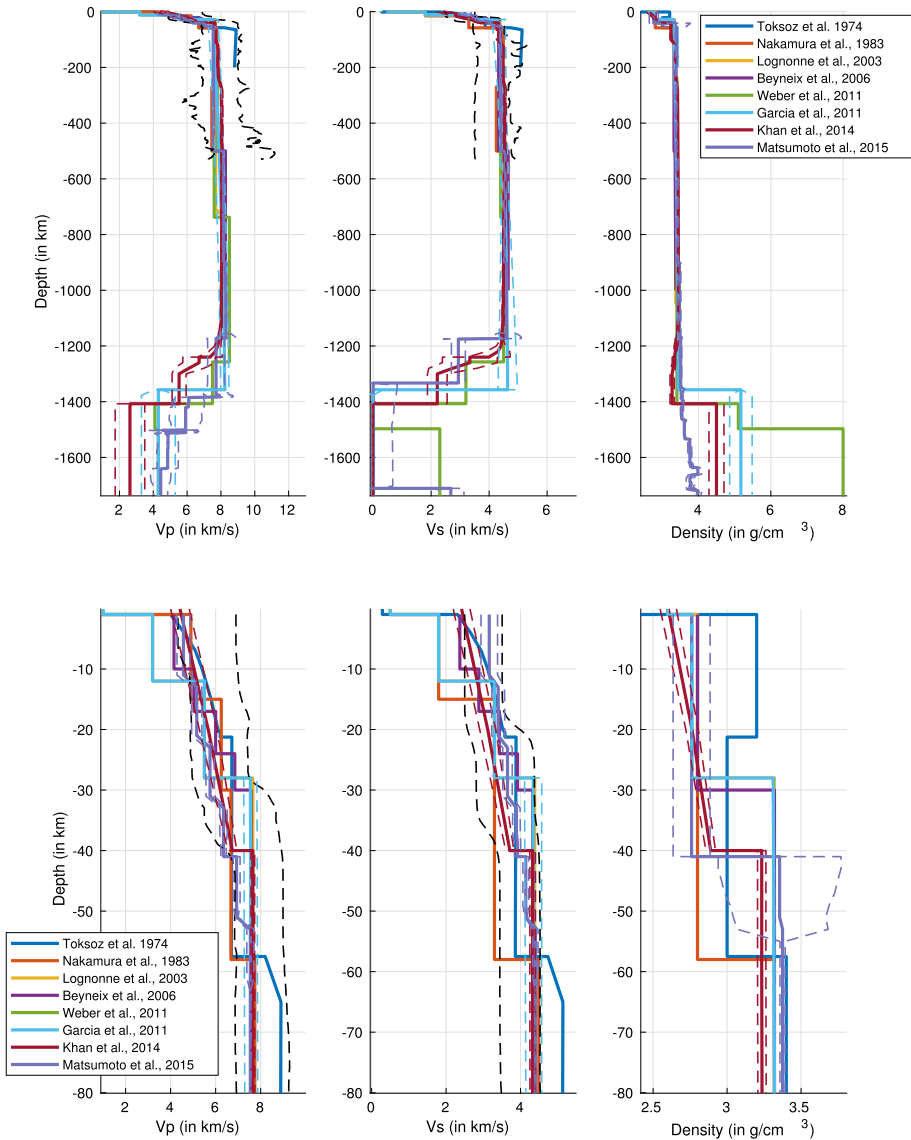 0
-200
-400
-600
-800
-1000
-1200
-1400
-1600
2 4 6 8 10 12
Depth (in km)
Vp (in km/s)
0
-200
-400
-600
-800
-1000
-1200
-1400
-1600
0 2 4 6
Vs (in km/s)
0
-200
-400
-600
-800
-1000
-1200
-1400
-1600
4 6 8
Density (in g/cm 3)
Toksoz et al. 1974
Nakamura et al., 1983
Lognonne et al., 2003
Beyneix et al., 2006
Weber et al., 2011
Garcia et al., 2011
Khan et al., 2014
Matsumoto et al., 2015
-10
-20
-30
-40
-50
-60
-70
-80
2 4 6 8
Depth (in km)
Vp (in km/s)
Toksoz et al. 1974
Nakamura et al., 1983
Lognonne et al., 2003
Beyneix et al., 2006
Weber et al., 2011
Garcia et al., 2011
Khan et al., 2014
Matsumoto et al., 2015
-10
-20
-30
-40
-50
-60
-70
-80
0 2 4
Vs (in km/s)
-10
-20
-30
-40
-50
-60
-70
-80
2.5 3 3.5
Density (in g/cm 3)